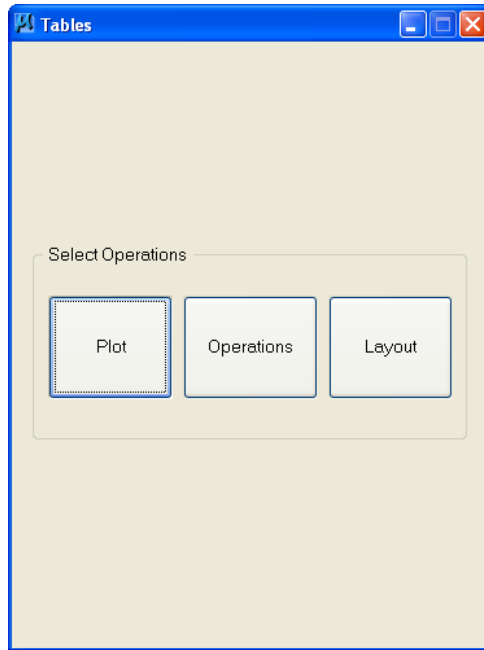 Tables
Select Operations
Plot
Operations
Layout